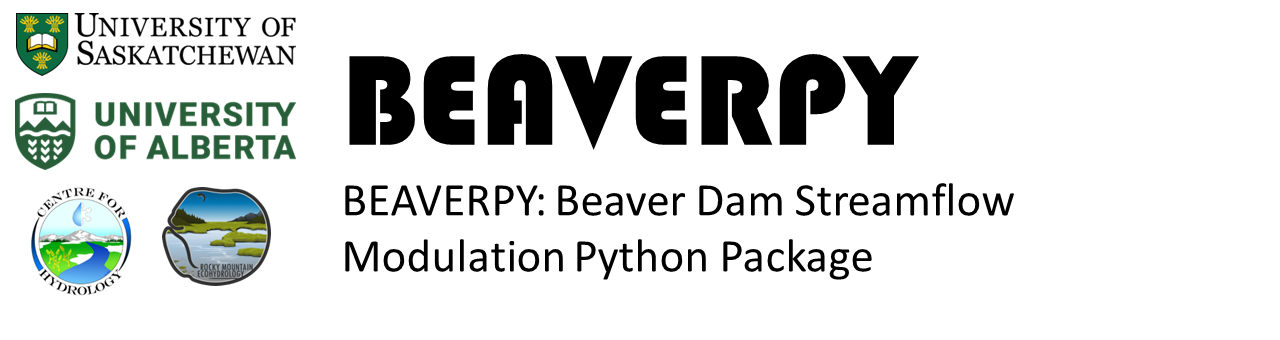 UNIVERSITY OF
SASKATCHEWAN
UNIVERSITY
OF ALBERTA
CENTRE FOR
HYDROLOGY
ROCKY MOUNTAIN
ECOHYDROLOGY
BEAVERPY
BEAVERPY: Beaver Dam Streamflow
Modulation Python Package